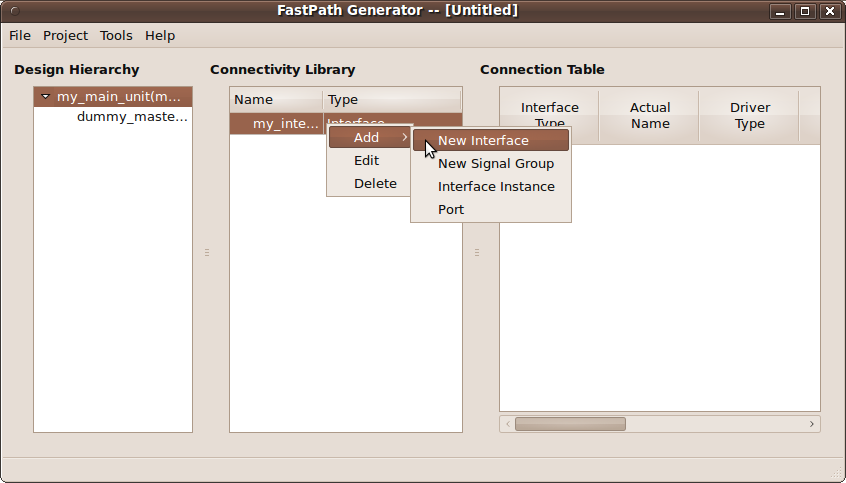 FastPath Generator -- [Untitled]
File Project Tools Help
Design Hierarchy
my_main_unit(m...
dummy_maste...
Connectivity Library
Name Type
my_inte... Interface
Add
Edit
Delete
New Interface
New Signal Group
Interface Instance
Port
Connection Table
Interface
Type
Actual
Name
Driver
Type